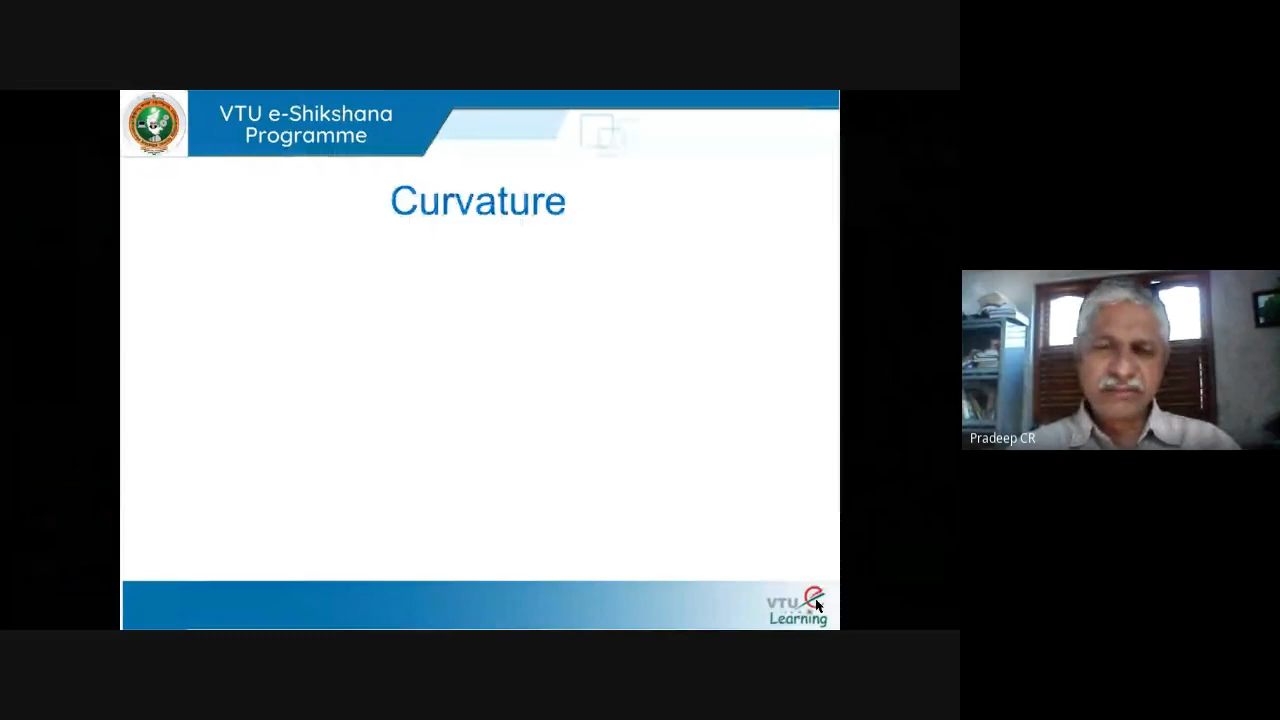 VTU e-Shikshana
Programme
Curvature
VTU e
Learning
Pradeep CR